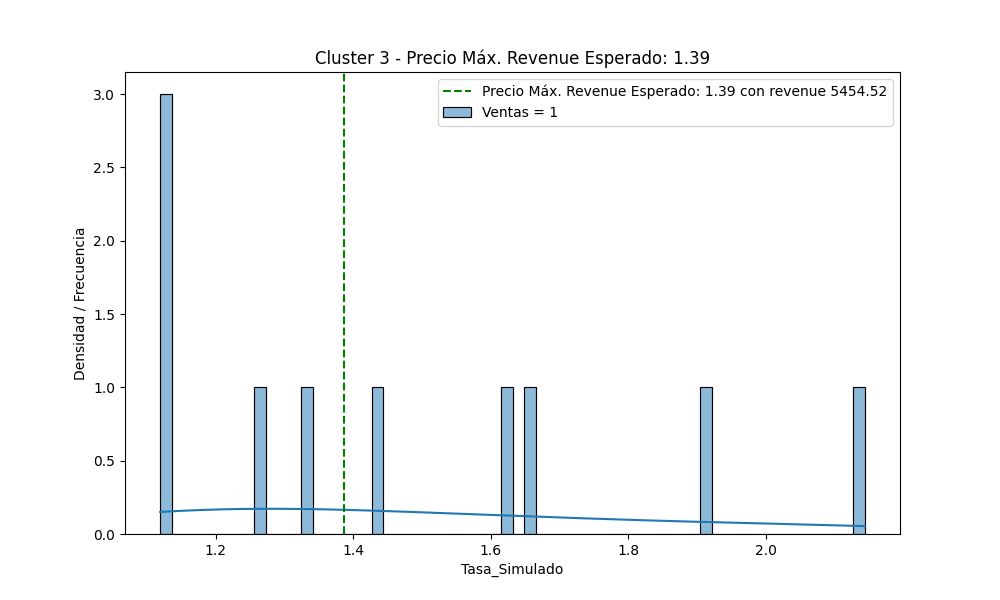 Cluster 3 - Precio Máx. Revenue Esperado: 1.39
Precio Máx. Revenue Esperado: 1.39 con revenue 5454.52
Ventas = 1
Densidad / Frecuencia
3.0
2.5
2.0
1.5
1.0
0.5
0.0
1.2
1.4
1.6
1.8
2.0
Tasa_Simulado